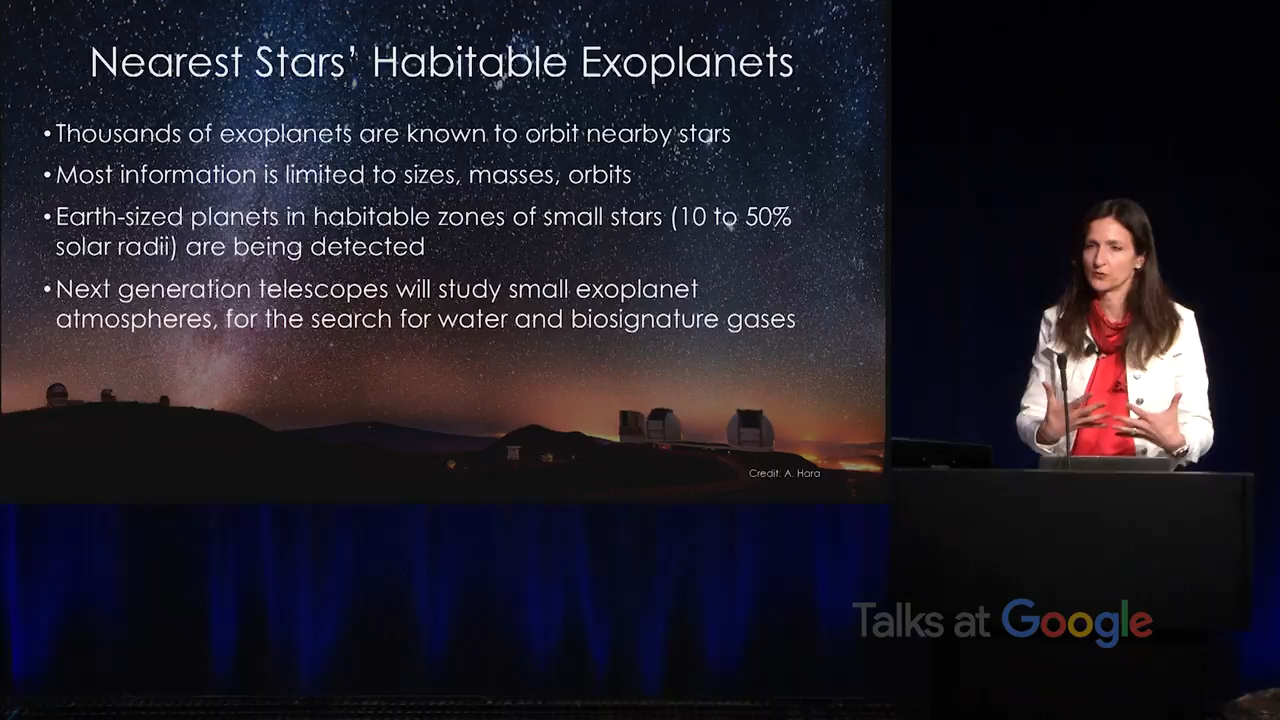 Nearest Stars' Habitable Exoplanets
• Thousands of exoplanets are known to orbit nearby stars
• Most information is limited to sizes, masses, orbits
• Earth-sized planets in habitable zones of small stars (10 to 50%
solar radii) are being detected
• Next generation telescopes will study small exoplanet
atmospheres, for the search for water and biosignature gases
Credit: A. Hara
Talks at Google